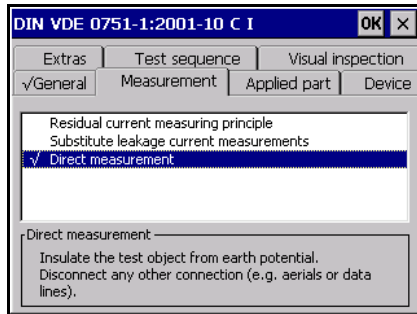 DIN VDE 0751-1:2001-10 C I OK ×
Extras Test sequence Visual inspection
√General Measurement Applied part Device
Residual current measuring principle
Substitute leakage current measurements
√ Direct measurement
Direct measurement
Insulate the test object from earth potential.
Disconnect any other connection (e.g. aerials or data
lines).